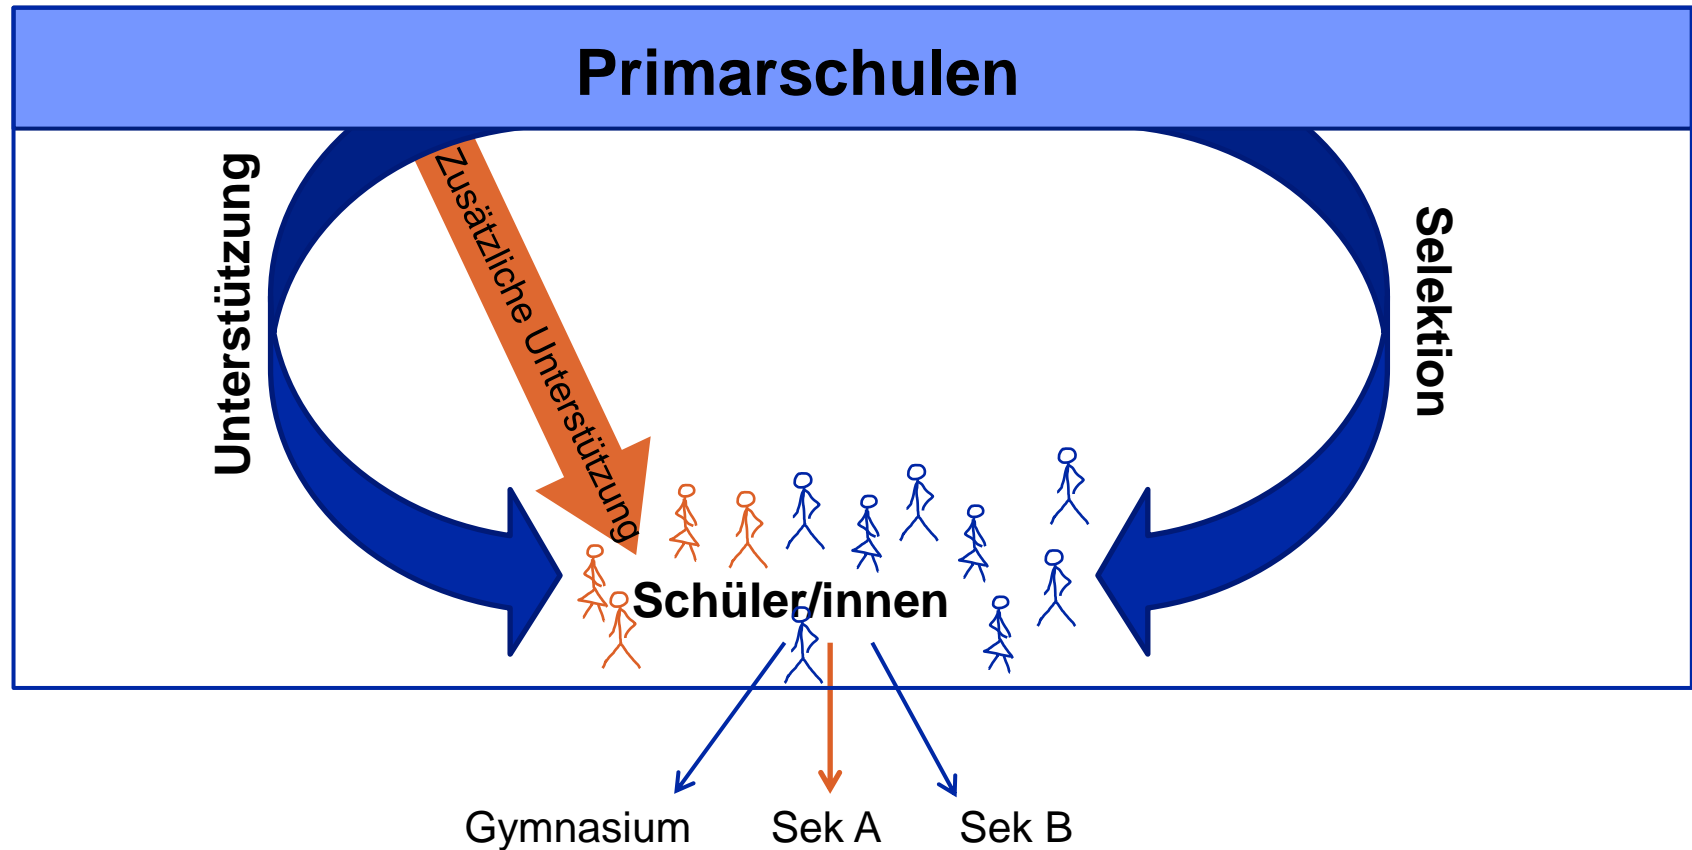 Primarschulen
Unterstützung
Zusätzliche Unterstützung
Selektion
Schüler/innen
Gymnasium
Sek A
Sek B